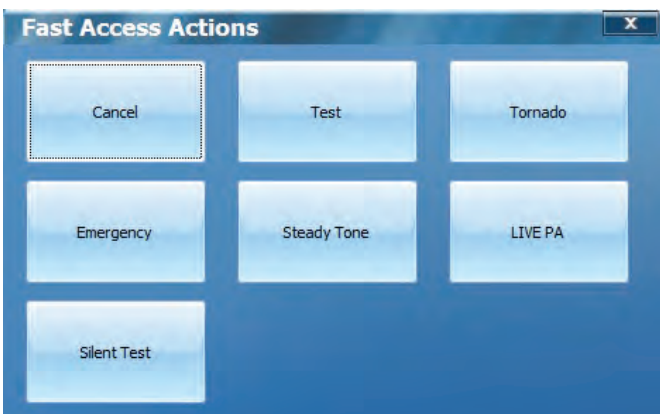 Fast Access Actions
X
Cancel
Test
Tornado
Emergency
Steady Tone
LIVE PA
Silent Test